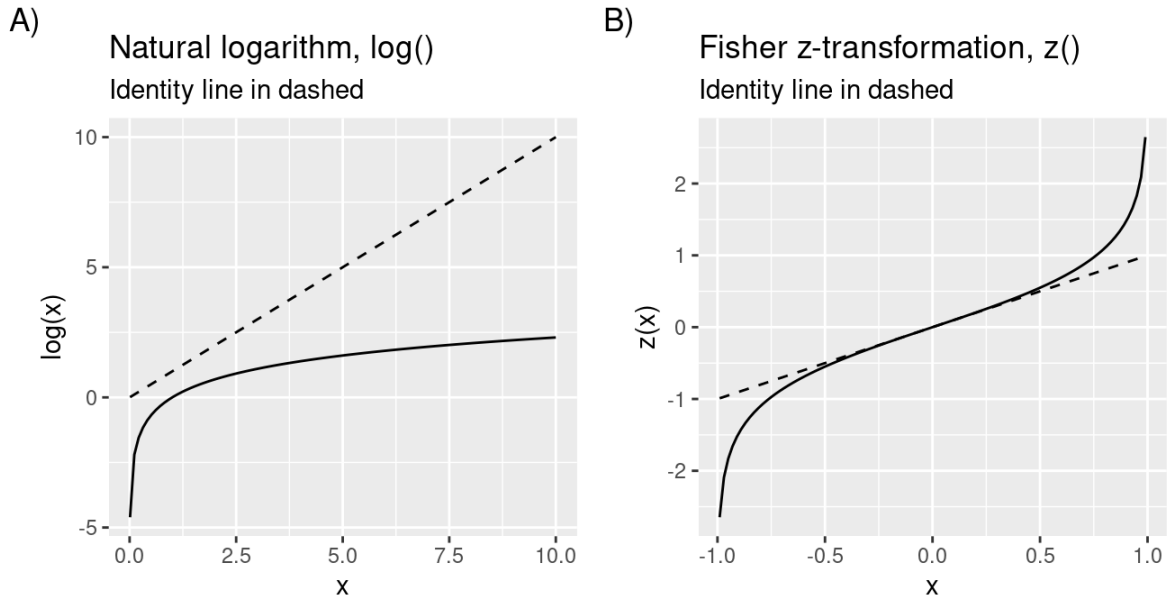 A)
Natural logarithm, log()
Identity line in dashed
10
5
0
-5
log(x)
0.0 2.5 5.0 7.5 10.0
x
B)
Fisher z-transformation, z()
Identity line in dashed
2
1
0
-1
-2
z(x)
-1.0 -0.5 0.0 0.5 1.0
x